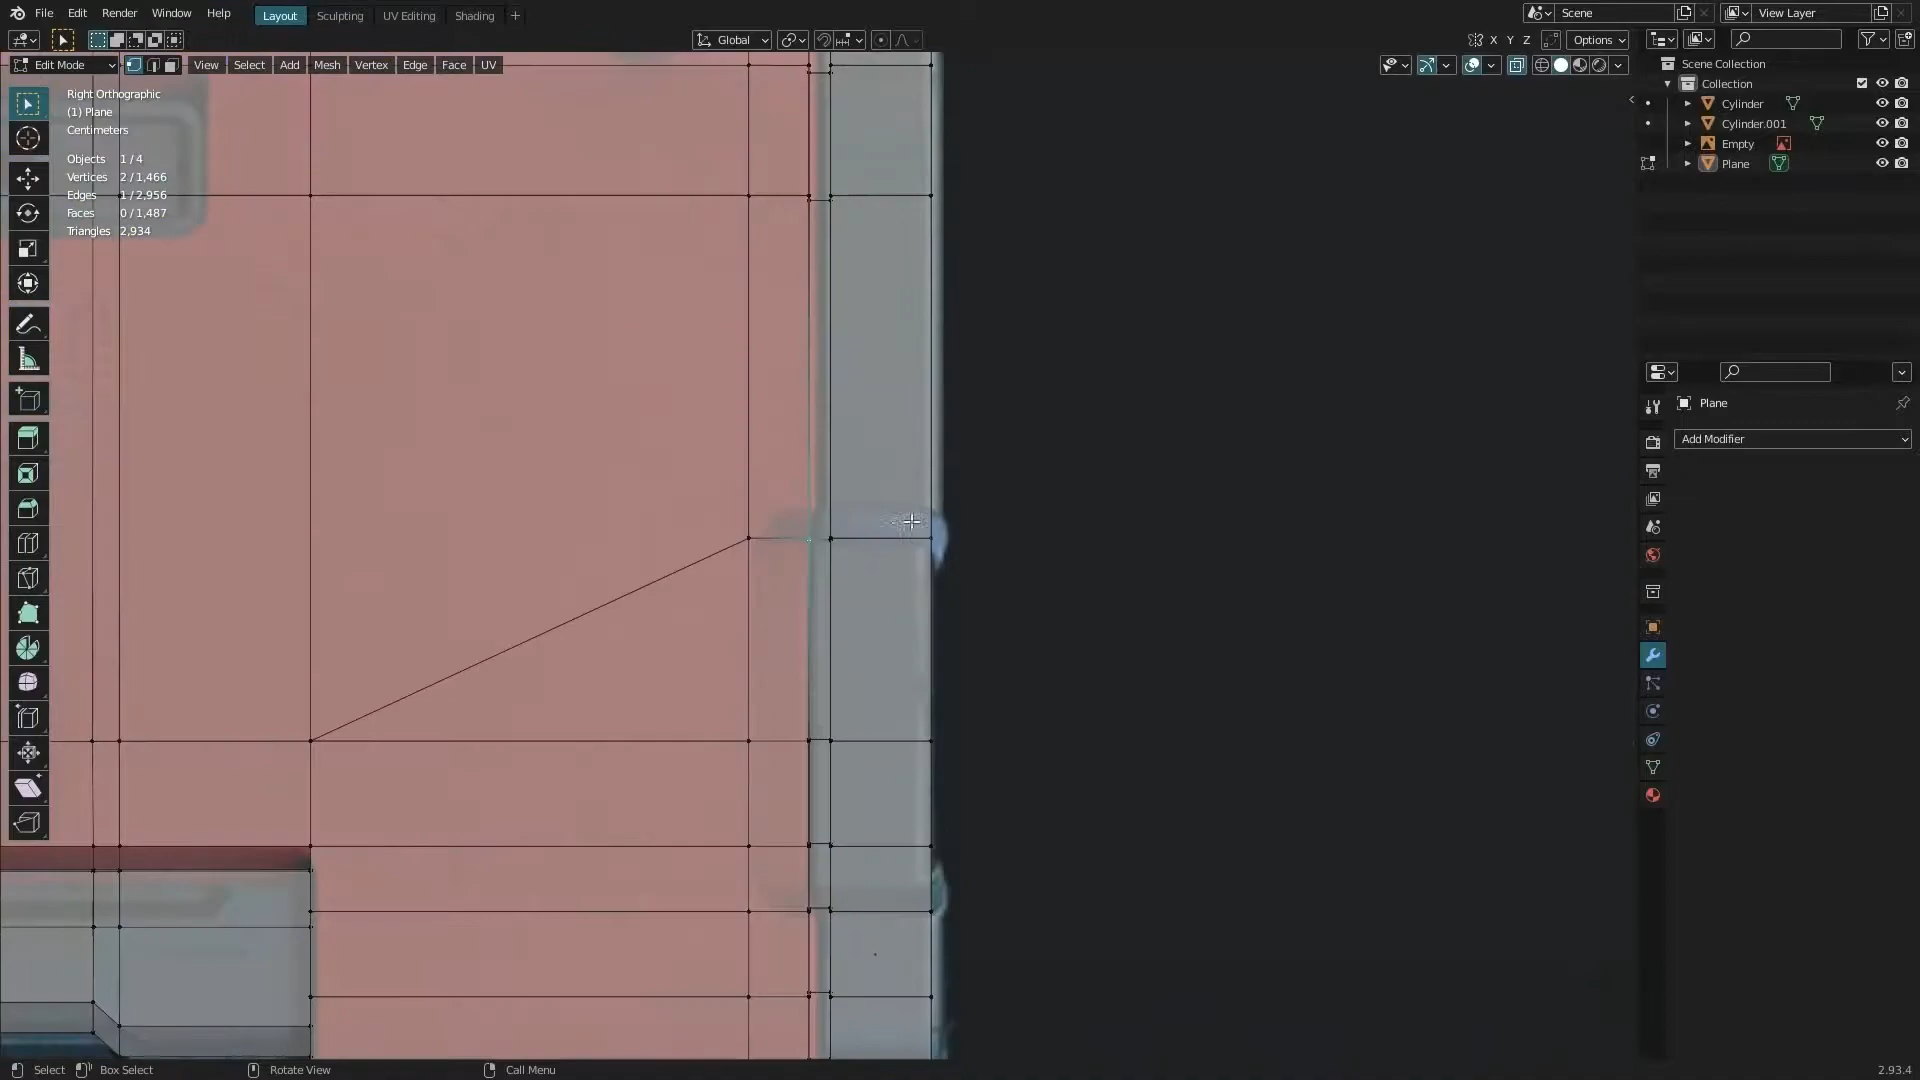 File Edit Render Window Help Layout Sculpting UV Editing Shading + Scene View Layer
Global X Y Z Options
Edit Mode View Select Add Mesh Vertex Edge Face UV
Right Orthographic
(1) Plane
Centimeters
Objects 1 / 4
Vertices 2 / 1,466
Edges 1 / 2,956
Faces 0 / 1,487
Triangles 2,934
Scene Collection
Collection
Cylinder
Cylinder.001
Empty
Plane
Plane
Add Modifier
Select Box Select Rotate View Call Menu 2.93.4